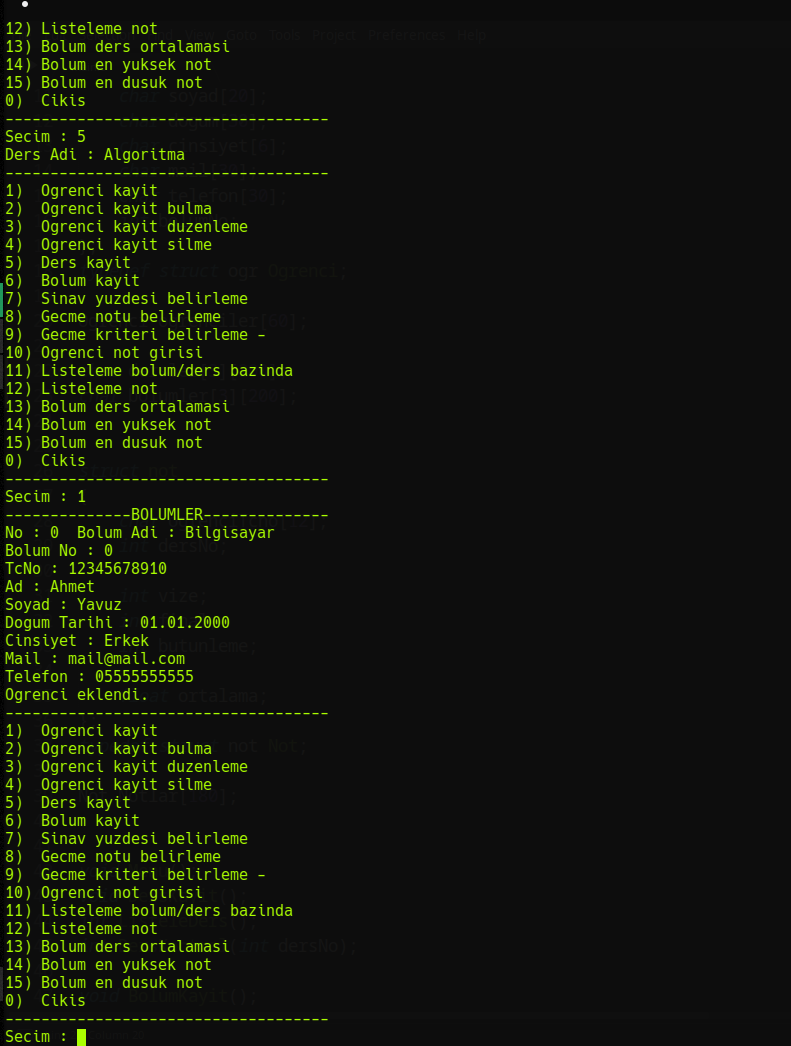 12) Listeleme not
13) Bolum ders ortalamasi
14) Bolum en yuksek not
15) Bolum en dusuk not
0)  Cikis
------------------------------------
Secim : 5
Ders Adi : Algoritma
------------------------------------
1)  Ogrenci kayit
2)  Ogrenci kayit bulma
3)  Ogrenci kayit duzenleme
4)  Ogrenci kayit silme
5)  Ders kayit
6)  Bolum kayit
7)  Sinav yuzdesi belirleme
8)  Gecme notu belirleme
9)  Gecme kriteri belirleme -
10) Ogrenci not girisi
11) Listeleme bolum/ders bazinda
12) Listeleme not
13) Bolum ders ortalamasi
14) Bolum en yuksek not
15) Bolum en dusuk not
0)  Cikis
------------------------------------
Secim : 1
--------------BOLUMLER--------------
No : 0  Bolum Adi : Bilgisayar
Bolum No : 0
TcNo : 12345678910
Ad : Ahmet
Soyad : Yavuz
Dogum Tarihi : 01.01.2000
Cinsiyet : Erkek
Mail : mail@mail.com
Telefon : 05555555555
Ogrenci eklendi.
------------------------------------
1)  Ogrenci kayit
2)  Ogrenci kayit bulma
3)  Ogrenci kayit duzenleme
4)  Ogrenci kayit silme
5)  Ders kayit
6)  Bolum kayit
7)  Sinav yuzdesi belirleme
8)  Gecme notu belirleme
9)  Gecme kriteri belirleme -
10) Ogrenci not girisi
11) Listeleme bolum/ders bazinda
12) Listeleme not
13) Bolum ders ortalamasi
14) Bolum en yuksek not
15) Bolum en dusuk not
0)  Cikis
------------------------------------
Secim :